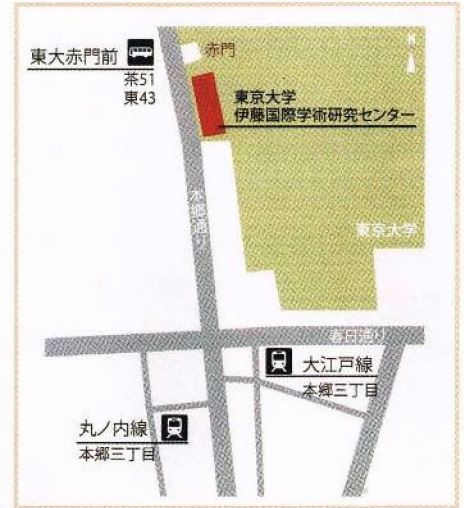 東大赤門前
茶51
東43
赤門
N
東京大学
伊藤国際学術研究センター
本郷通り
東京大学
春日通り
大江戸線
本郷三丁目
丸ノ内線
本郷三丁目